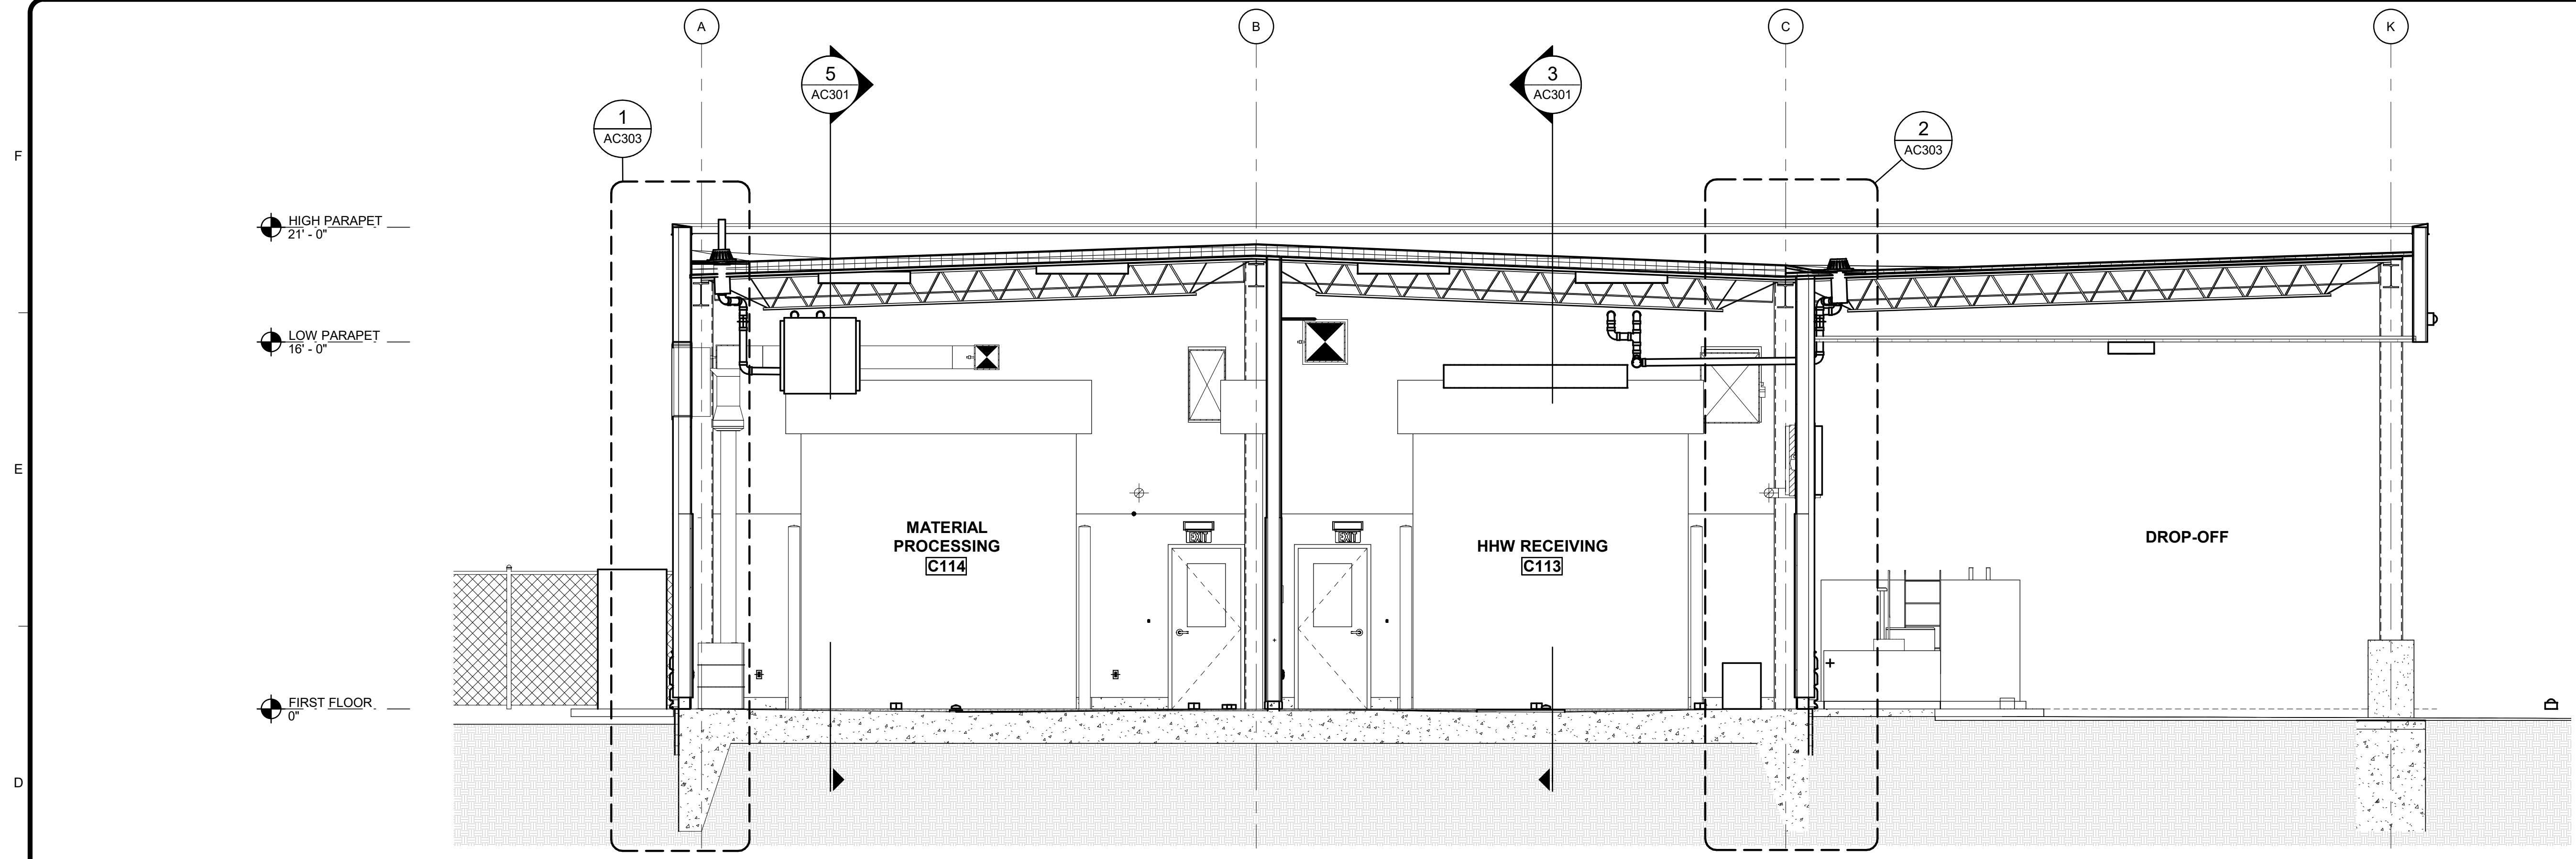 A
B
C
K
5
AC301
3
AC301
1
AC303
2
AC303
F
HIGH PARAPET
21' - 0"
LOW PARAPET
16' - 0"
E
MATERIAL
PROCESSING
C114
EXIT
EXIT
HHW RECEIVING
C113
DROP-OFF
FIRST FLOOR
0"
D